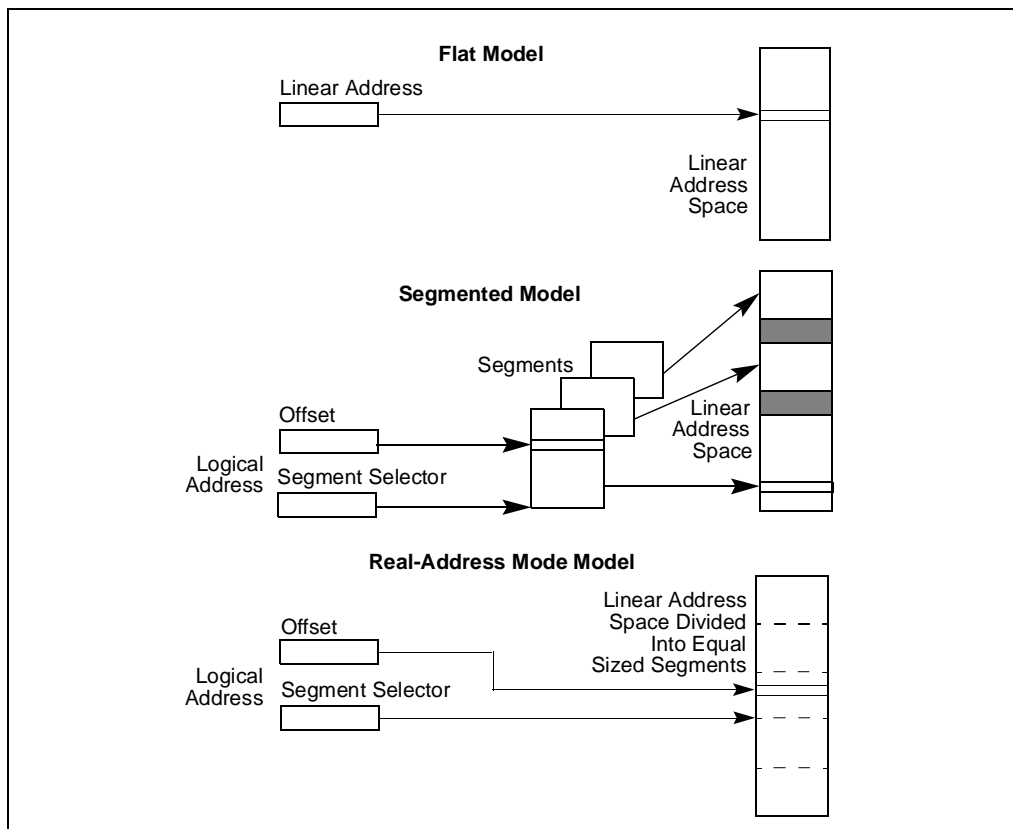 Flat Model
Linear Address
Linear
Address
Space
Segmented Model
Segments
Offset
Logical
Address
Segment Selector
Linear
Address
Space
Real-Address Mode Model
Offset
Logical
Address
Segment Selector
Linear Address
Space Divided
Into Equal
Sized Segments